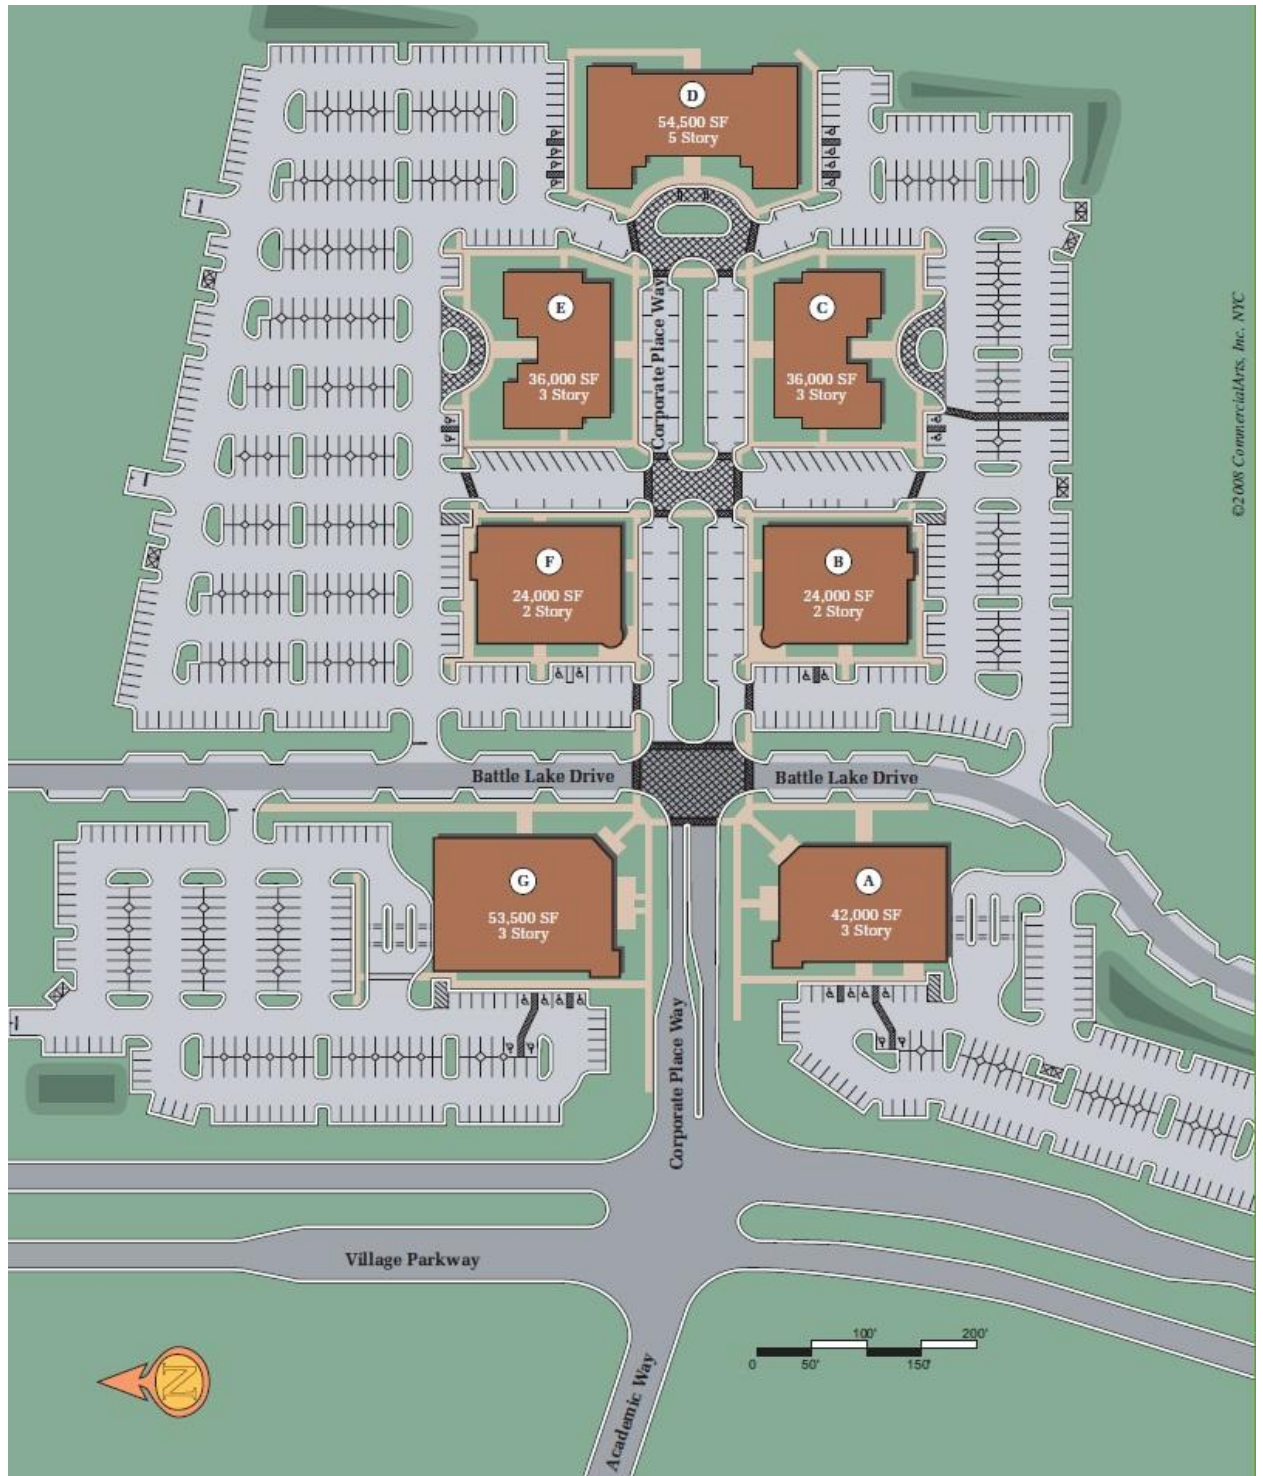 D
54,500 SF
5 Story
E
36,000 SF
3 Story
Corporate Place Way
C
36,000 SF
3 Story
©2008 CommercialArts, Inc. NYC
F
24,000 SF
2 Story
B
24,000 SF
2 Story
Battle Lake Drive
Battle Lake Drive
G
53,500 SF
3 Story
A
42,000 SF
3 Story
Corporate Place Way
Village Parkway
Academic Way
N
0
50'
100'
150'
200'